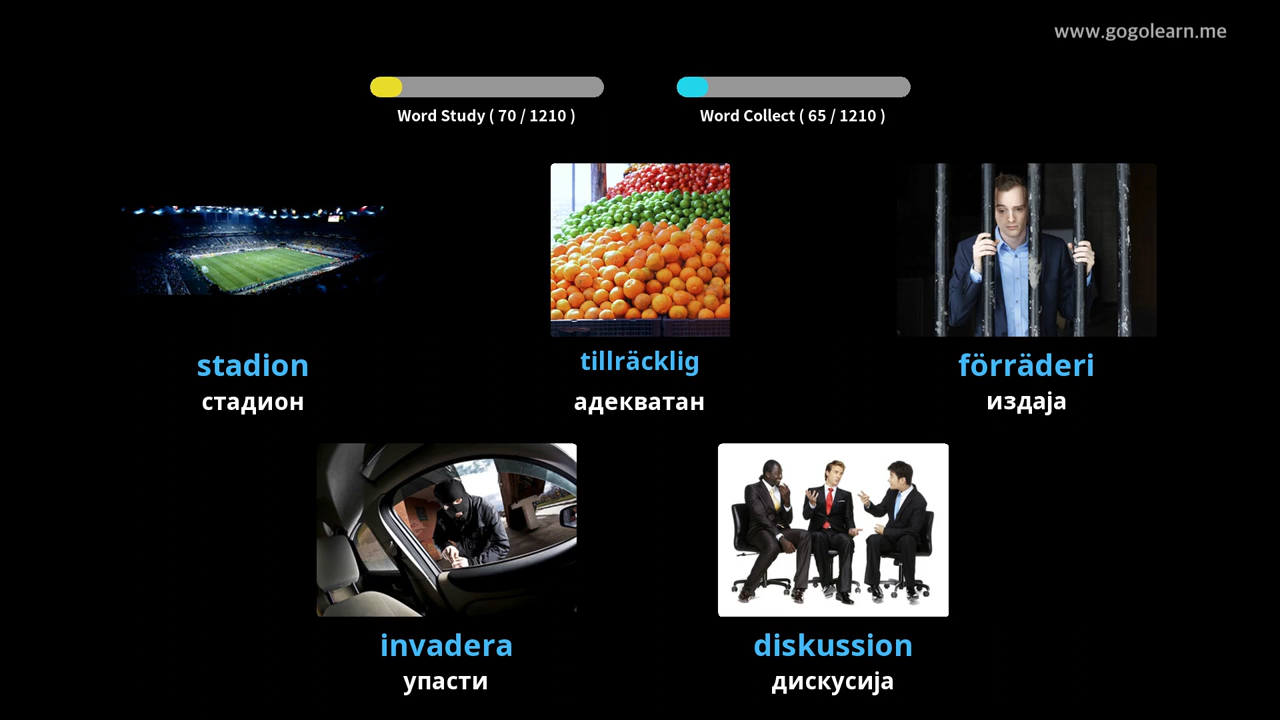 www.gogolearn.me
Word Study ( 70 / 1210 )
Word Collect ( 65 / 1210 )
stadion
стадион
tillräcklig
адекватан
förräderi
издаја
invadera
упасти
diskussion
дискусија